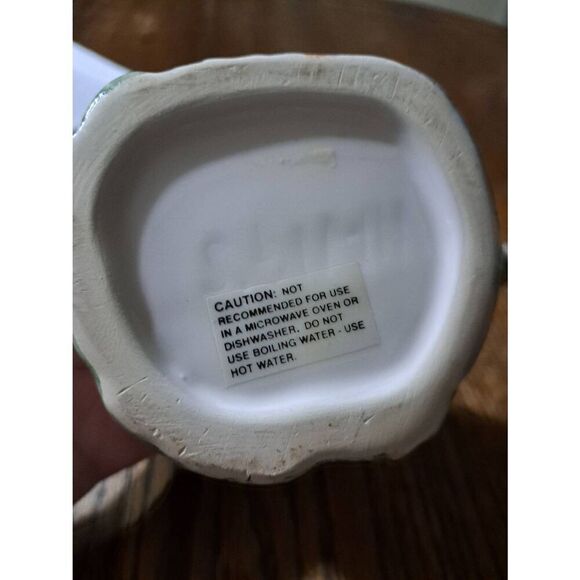 CAUTION: NOT
RECOMMENDED FOR USE
IN A MICROWAVE OVEN OR
DISHWASHER. DO NOT
USE BOILING WATER - USE
HOT WATER.